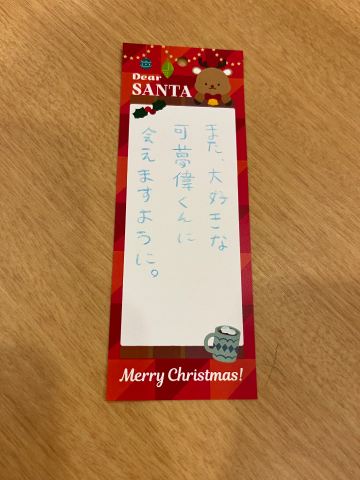 Dear
SANTA
また、大好きな
可夢偉くんに
会えますように。
Merry Christmas!